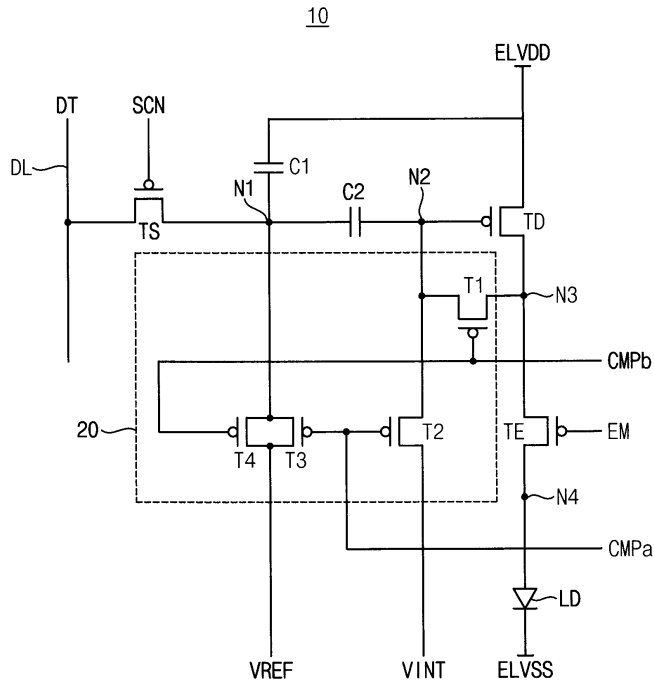 10
ELVDD
DT
SCN
DL
C1
N1
C2
N2
TS
TD
T1
N3
CMPb
20
T4
T3
T2
TE
EM
N4
CMPa
LD
VREF
VINT
ELVSS